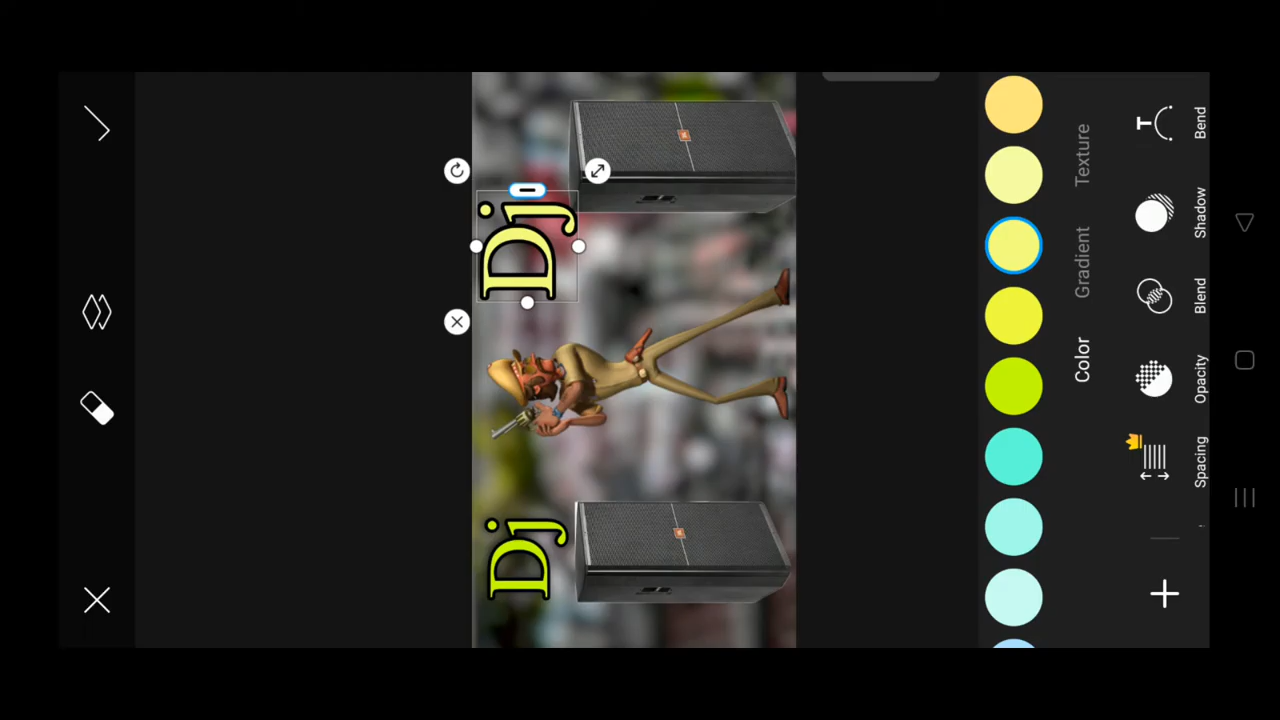 Dj
Dj
Color
Gradient
Texture
Spacing
Opacity
Blend
Shadow
Bend